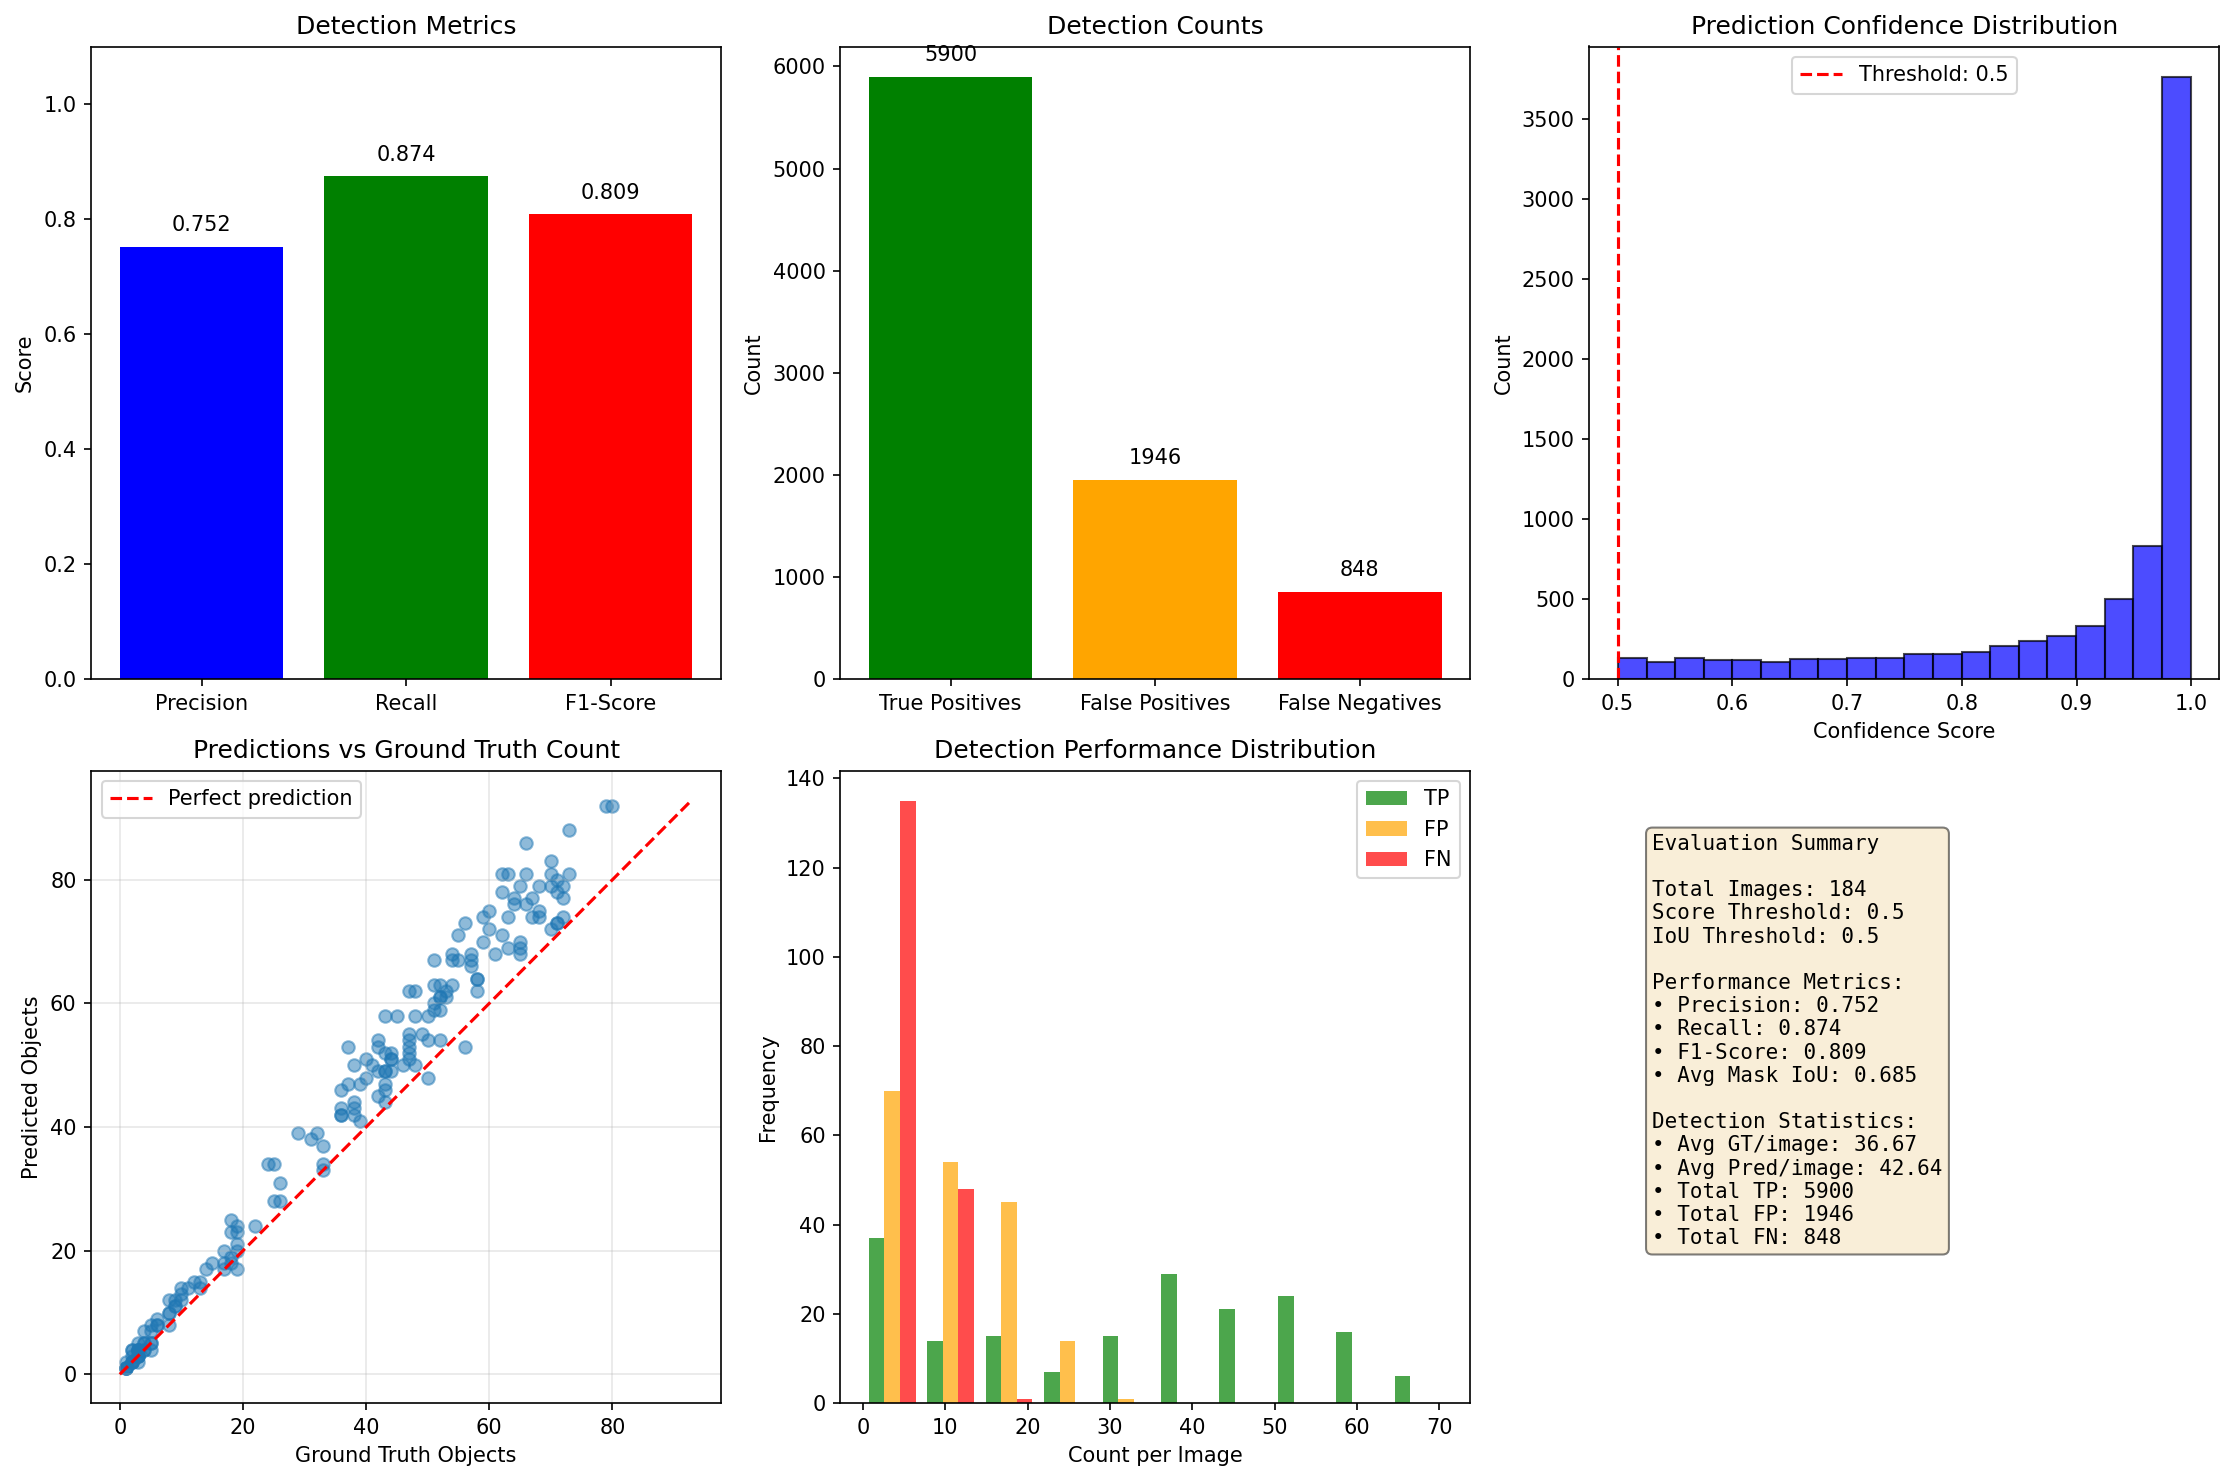 Detection Metrics
Score
1.0
0.8
0.6
0.4
0.2
0.0
0.752
0.874
0.809
Precision
Recall
F1-Score
Detection Counts
Count
6000
5000
4000
3000
2000
1000
0
5900
1946
848
True Positives
False Positives
False Negatives
Prediction Confidence Distribution
Threshold: 0.5
Count
3500
3000
2500
2000
1500
1000
500
0
0.5 0.6 0.7 0.8 0.9 1.0
Confidence Score
Predictions vs Ground Truth Count
Perfect prediction
Predicted Objects
80
60
40
20
0
0 20 40 60 80
Ground Truth Objects
Detection Performance Distribution
TP
FP
FN
Frequency
140
120
100
80
60
40
20
0
0 10 20 30 40 50 60 70
Count per Image
Evaluation Summary
Total Images: 184
Score Threshold: 0.5
IoU Threshold: 0.5
Performance Metrics:
• Precision: 0.752
• Recall: 0.874
• F1-Score: 0.809
• Avg Mask IoU: 0.685
Detection Statistics:
• Avg GT/image: 36.67
• Avg Pred/image: 42.64
• Total TP: 5900
• Total FP: 1946
• Total FN: 848